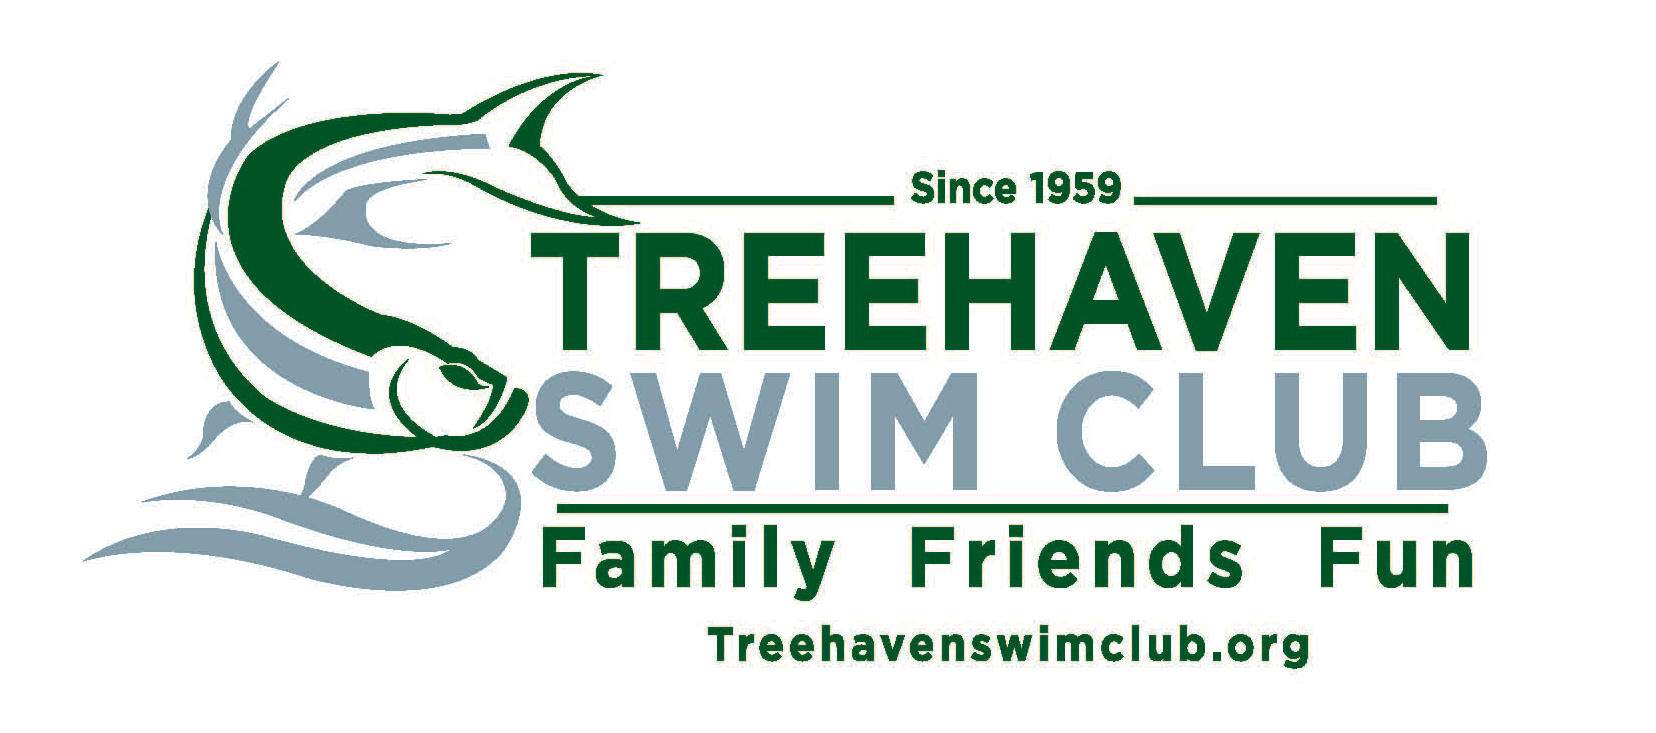 Since 1959
TREEHAVEN
SWIM CLUB
Family Friends Fun
Treehavenswimclub.org